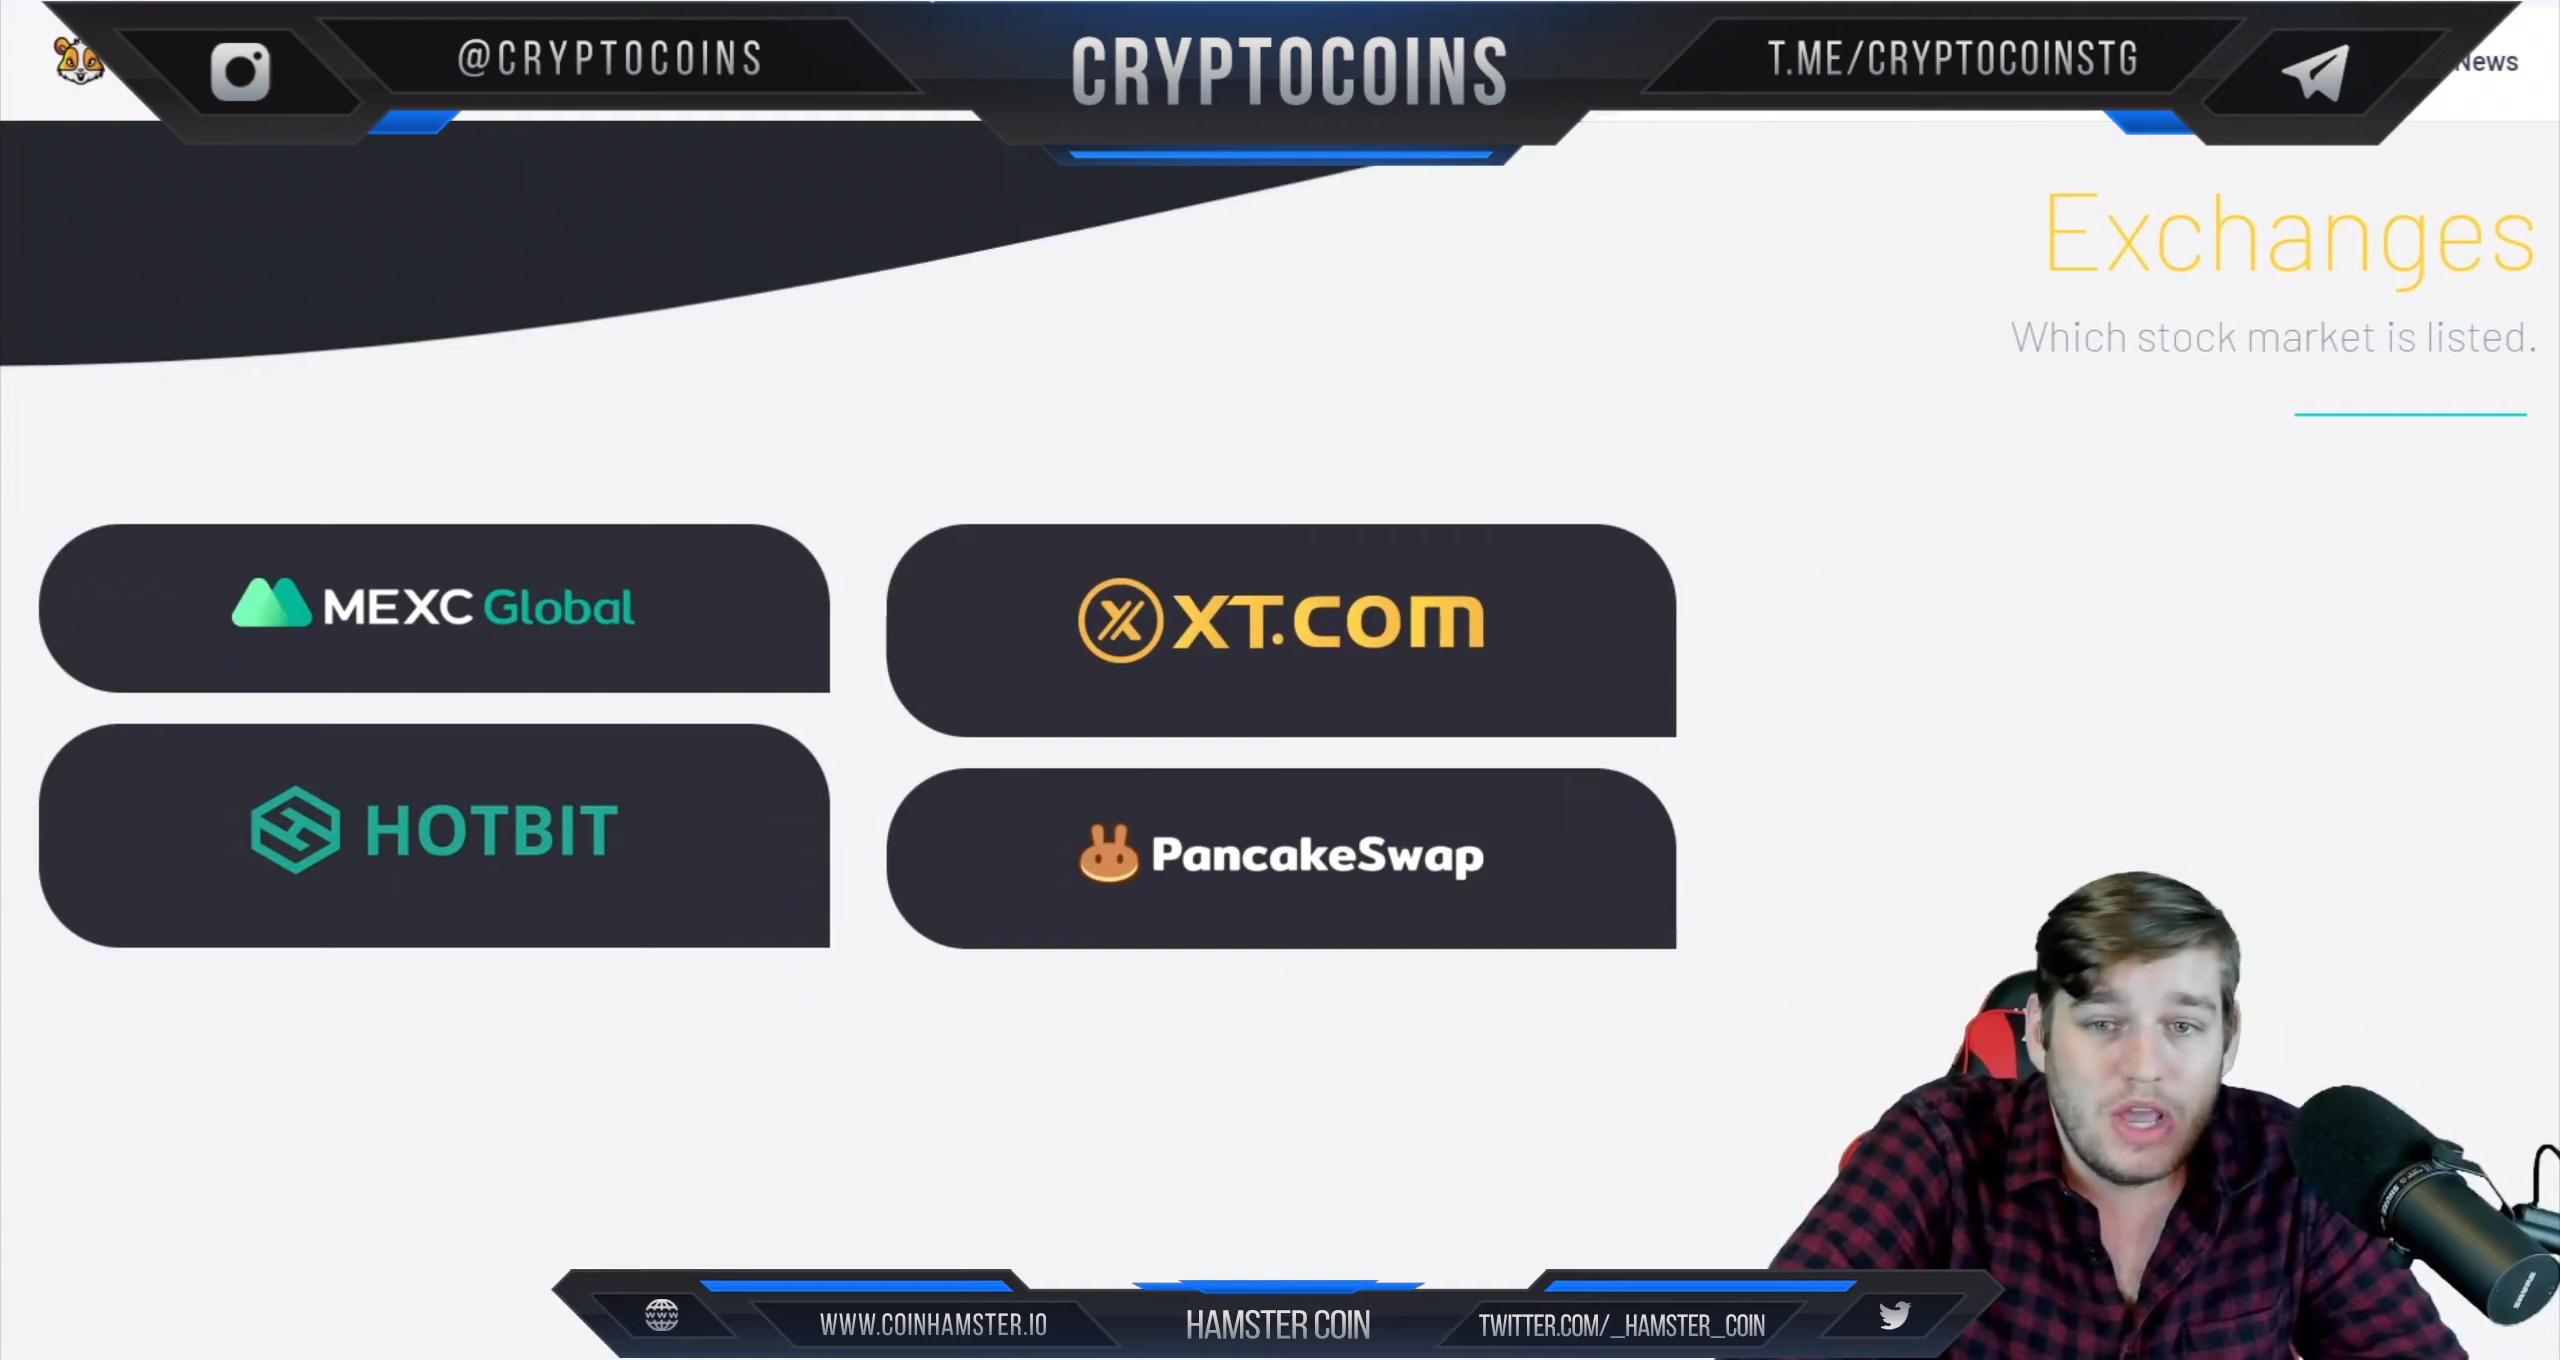 @CRYPTOCOINS
CRYPTOCOINS
T.ME/CRYPTOCOINSTG
News
Exchanges
Which stock market is listed.
MEXC Global
XT.COM
HOTBIT
PancakeSwap
WWW.COINHAMSTER.IO
HAMSTER COIN
TWITTER.COM/_HAMSTER_COIN